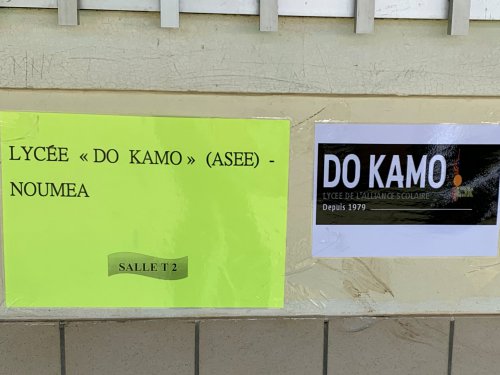 LYCÉE « DO KAMO » (ASEE) -
NOUMEA
SALLE T 2
DO KAMO
LYCÉE DE L'ALLIANCE SCOLAIRE
Depuis 1979